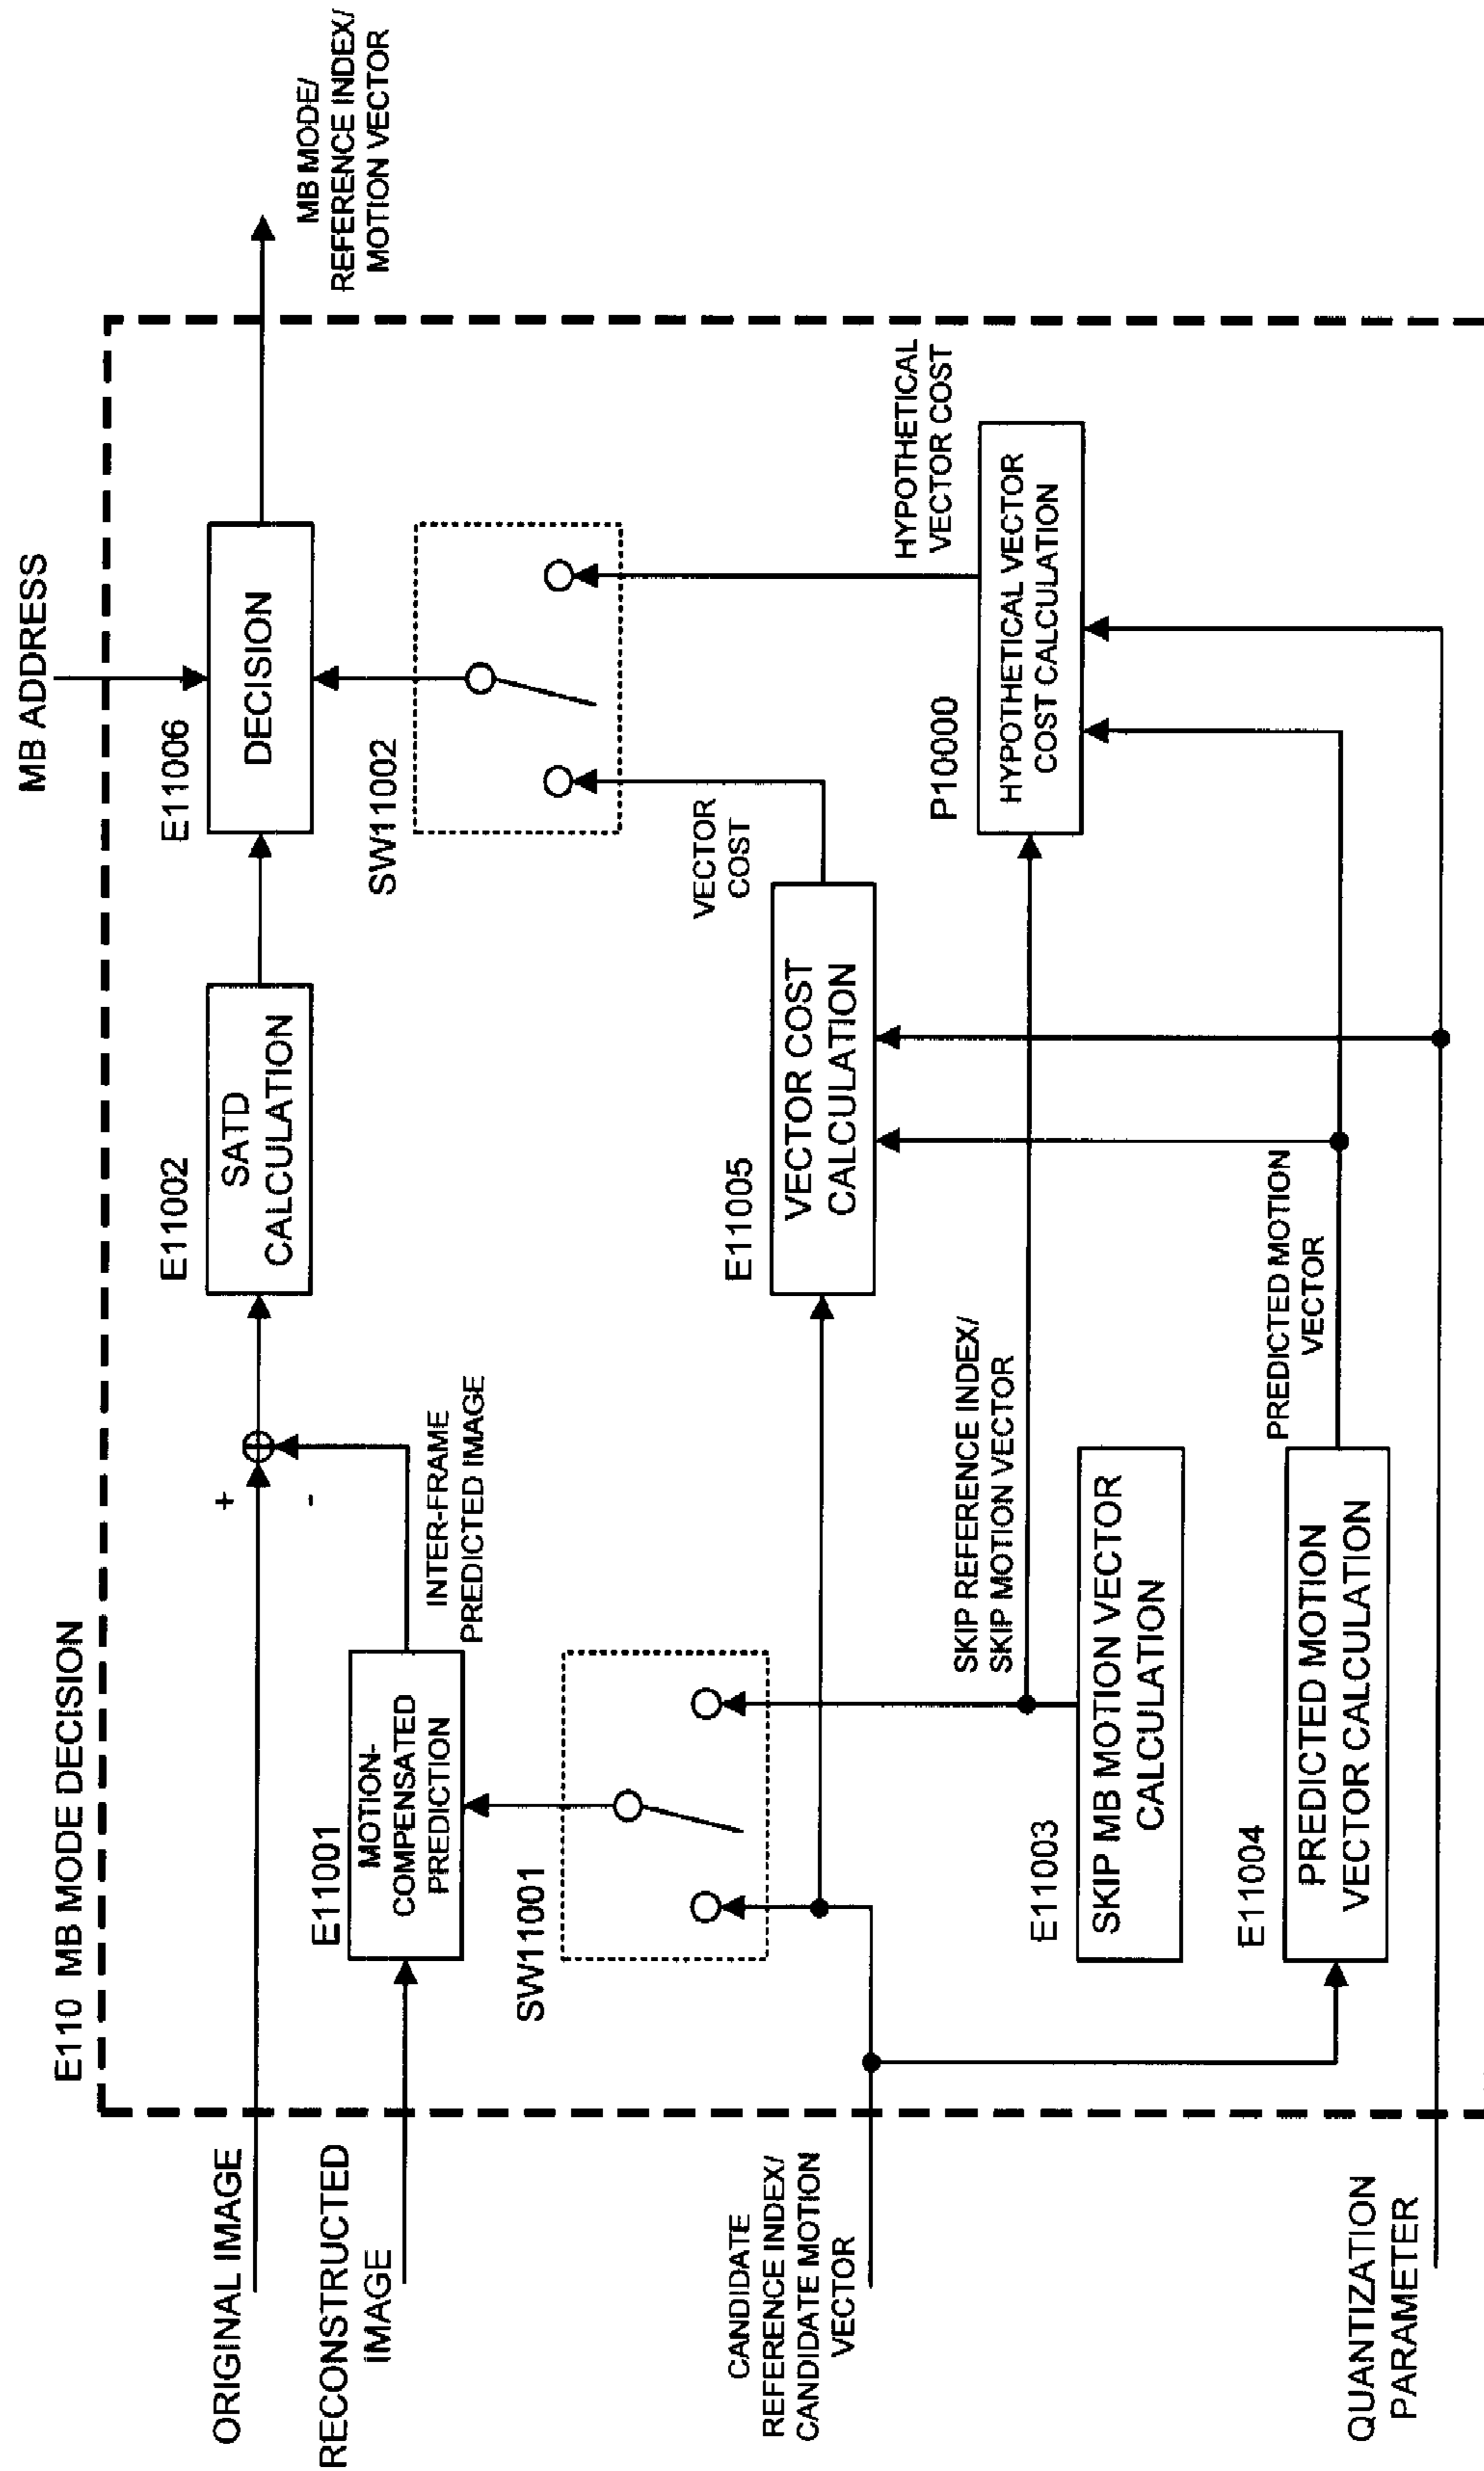 E110 MB MODE DECISION
MB ADDRESS
ORIGINAL IMAGE
+
-
E11002
SATD
CALCULATION
E11006
DECISION
MB MODE/
REFERENCE INDEX/
MOTION VECTOR
RECONSTRUCTED
IMAGE
E11001
MOTION-
COMPENSATED
PREDICTION
INTER-FRAME
PREDICTED IMAGE
SW11001
SW11002
VECTOR
COST
HYPOTHETICAL
VECTOR COST
CANDIDATE
REFERENCE INDEX/
CANDIDATE MOTION
VECTOR
E11005
VECTOR COST
CALCULATION
SKIP REFERENCE INDEX/
SKIP MOTION VECTOR
P10000
HYPOTHETICAL VECTOR
COST CALCULATION
E11003
SKIP MB MOTION VECTOR
CALCULATION
E11004
PREDICTED MOTION
VECTOR CALCULATION
PREDICTED MOTION
VECTOR
QUANTIZATION
PARAMETER